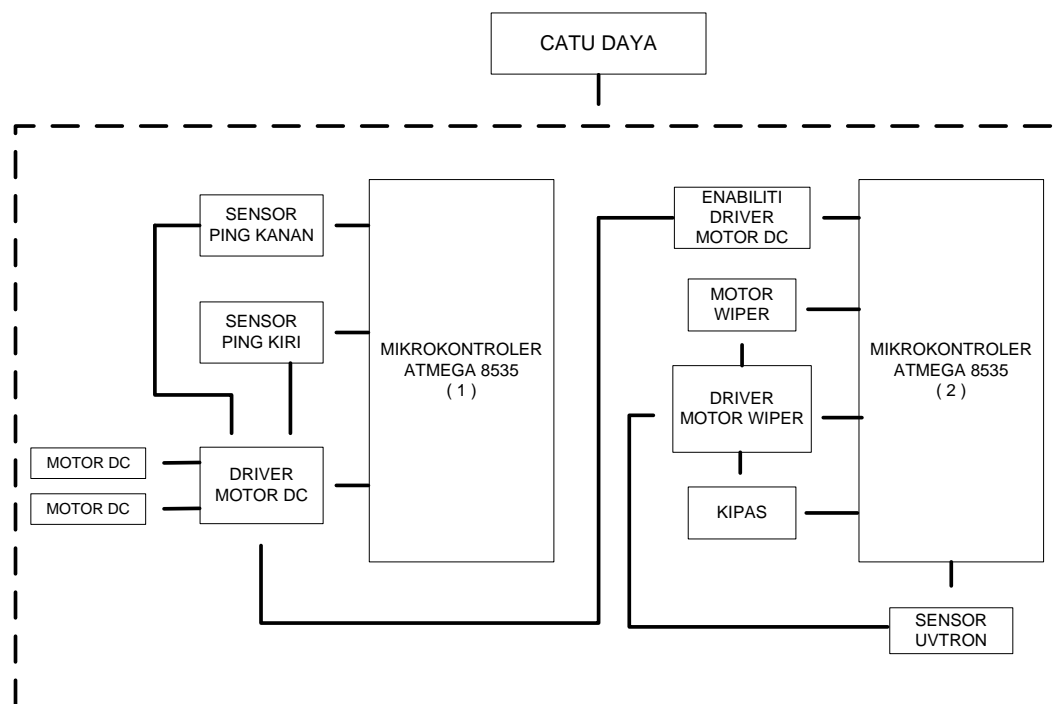 CATU DAYA
SENSOR
PING KANAN
SENSOR
PING KIRI
MIKROKONTROLER
ATMEGA 8535
( 1 )
MOTOR DC
MOTOR DC
DRIVER
MOTOR DC
ENABILITI
DRIVER
MOTOR DC
MOTOR
WIPER
DRIVER
MOTOR WIPER
KIPAS
MIKROKONTROLER
ATMEGA 8535
( 2 )
SENSOR
UVTRON